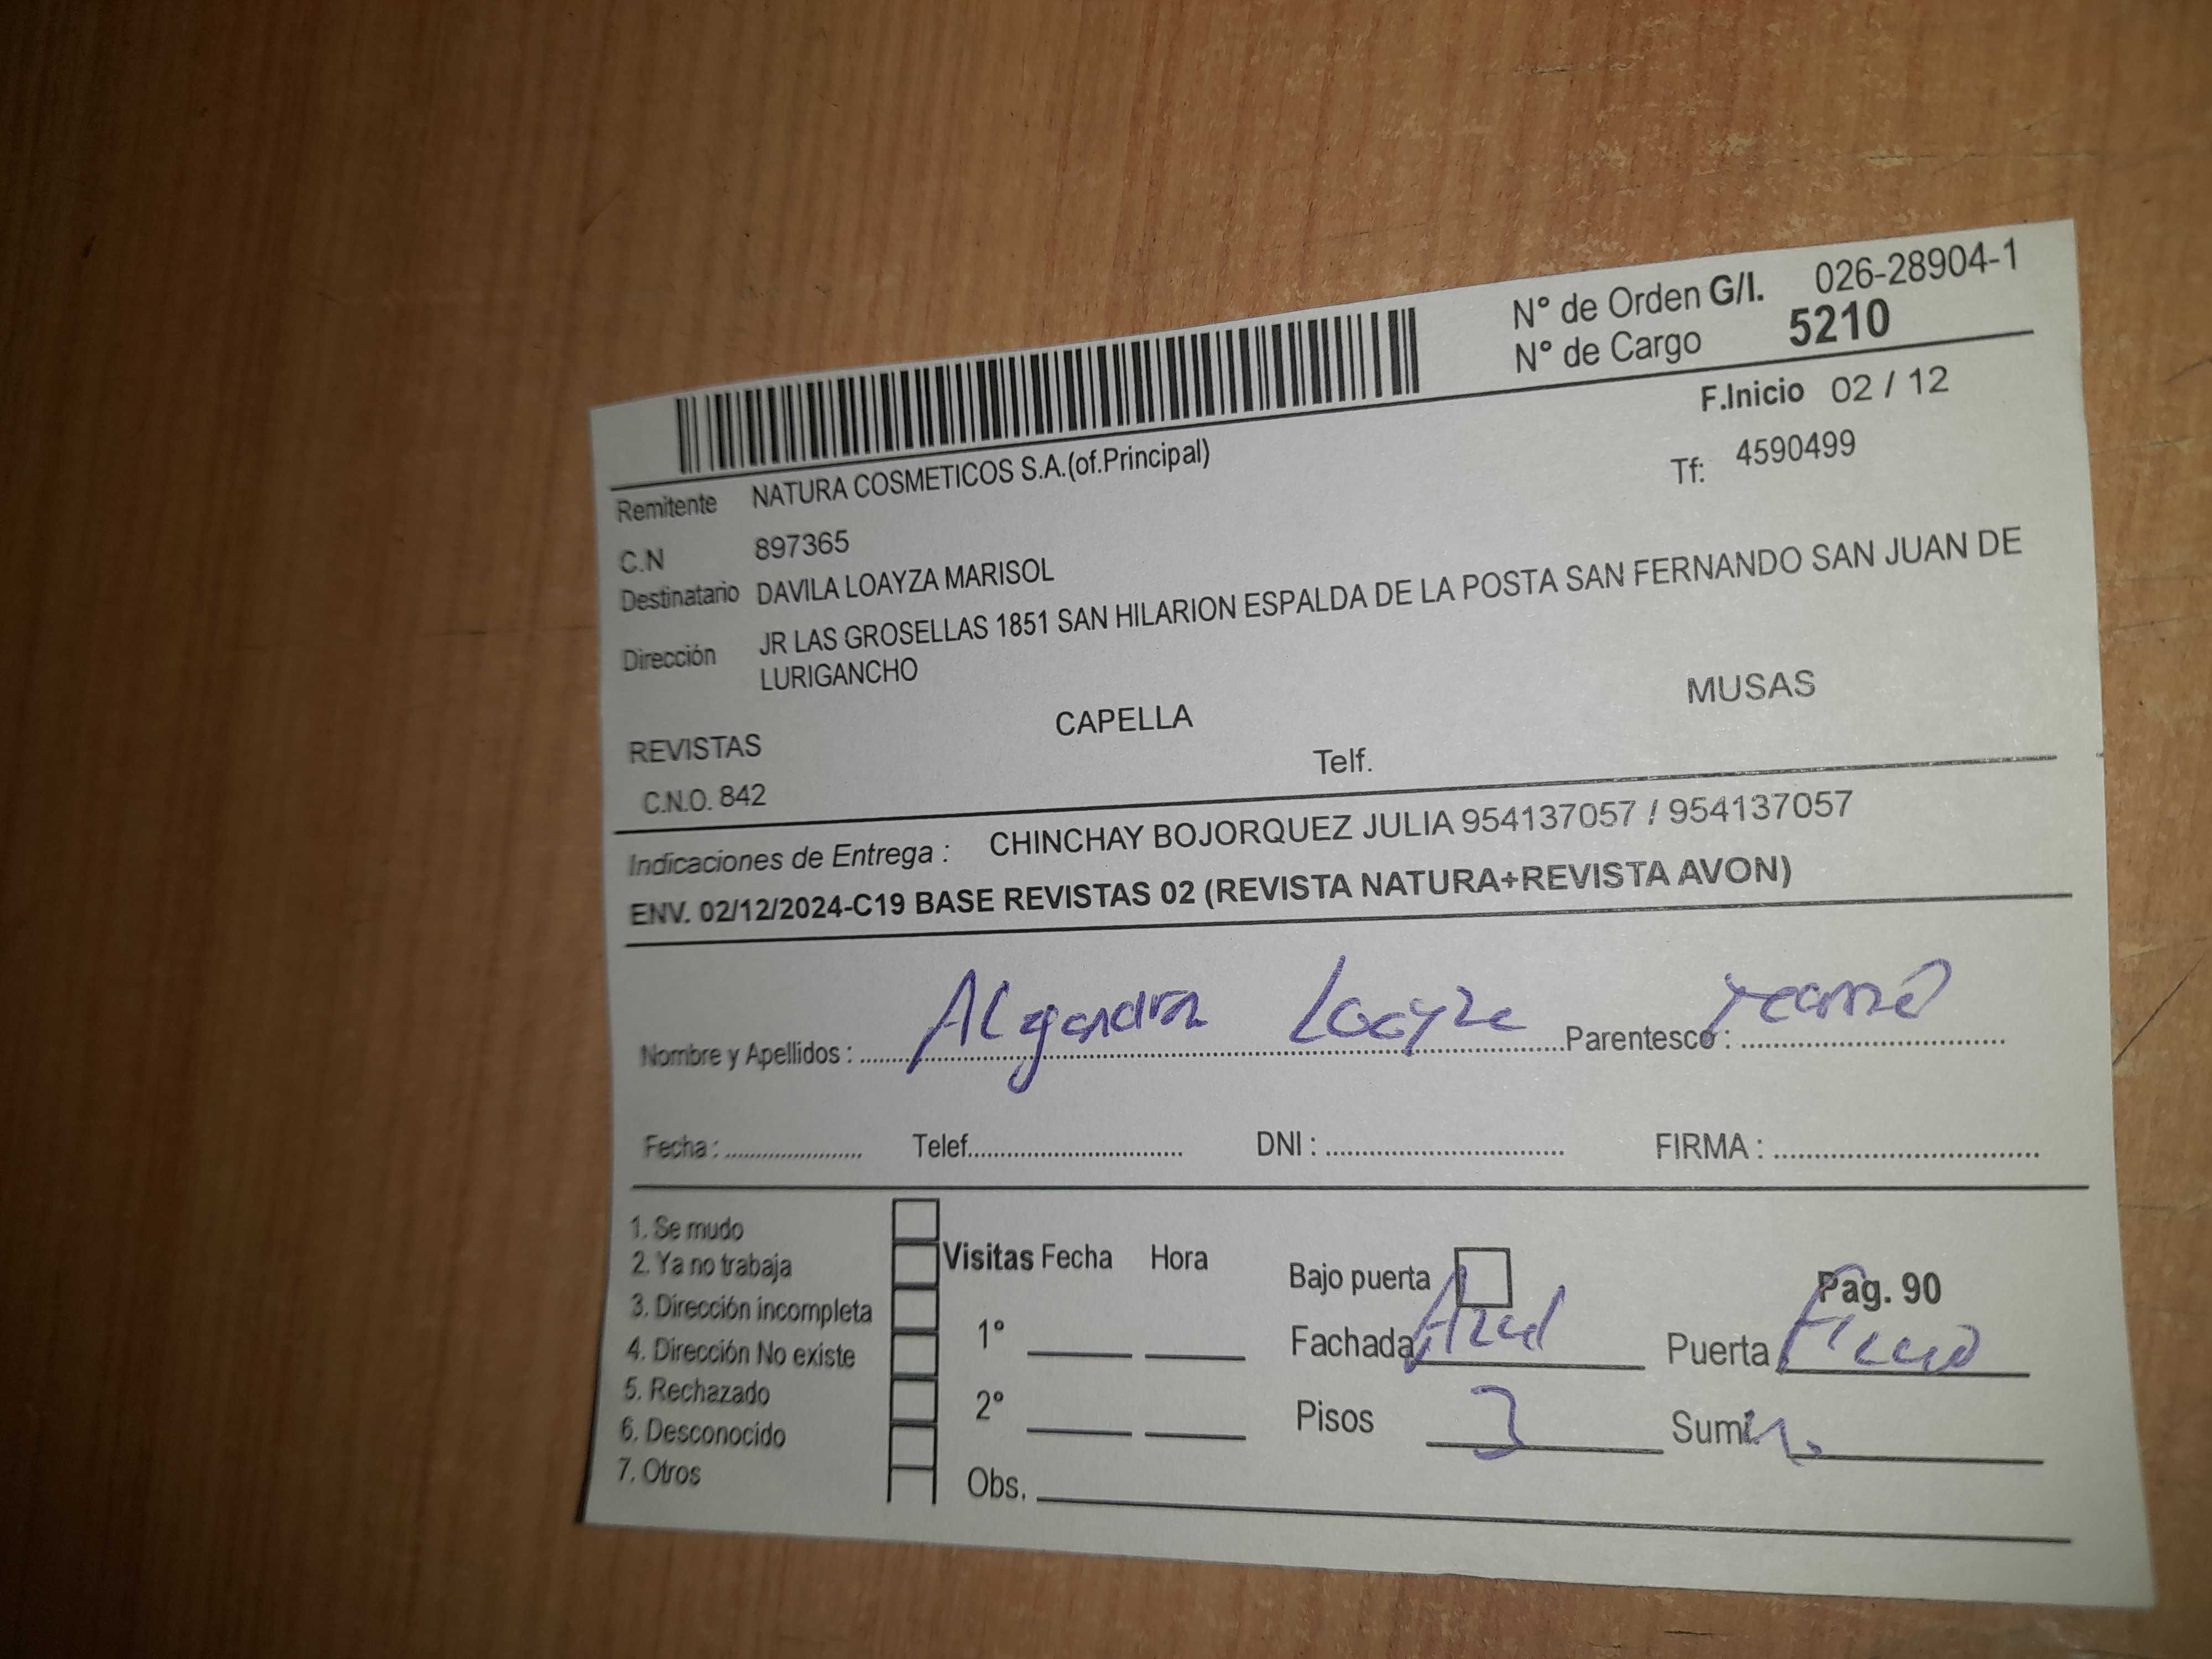 N° de Orden G/I. 026-28904-1
N° de Cargo 5210
F.Inicio 02 / 12
Remitente NATURA COSMETICOS S.A.(of.Principal) Tf: 4590499
C.N 897365
Destinatario DAVILA LOAYZA MARISOL
Dirección JR LAS GROSELLAS 1851 SAN HILARION ESPALDA DE LA POSTA SAN FERNANDO SAN JUAN DE
LURIGANCHO
REVISTAS CAPELLA MUSAS
C.N.O. 842 Telf.
Indicaciones de Entrega : CHINCHAY BOJORQUEZ JULIA 954137057 / 954137057
ENV. 02/12/2024-C19 BASE REVISTAS 02 (REVISTA NATURA+REVISTA AVON)
Nombre y Apellidos : Alejandra Loayza Parentesco :
Fecha : Telef. DNI : FIRMA :
1. Se mudo
2. Ya no trabaja
3. Dirección incompleta
4. Dirección No existe
5. Rechazado
6. Desconocido
7. Otros
Visitas Fecha Hora
1°
2°
Obs.
Bajo puerta Pag. 90
Fachada Azul Puerta Fierro
Pisos 3 Sumi.